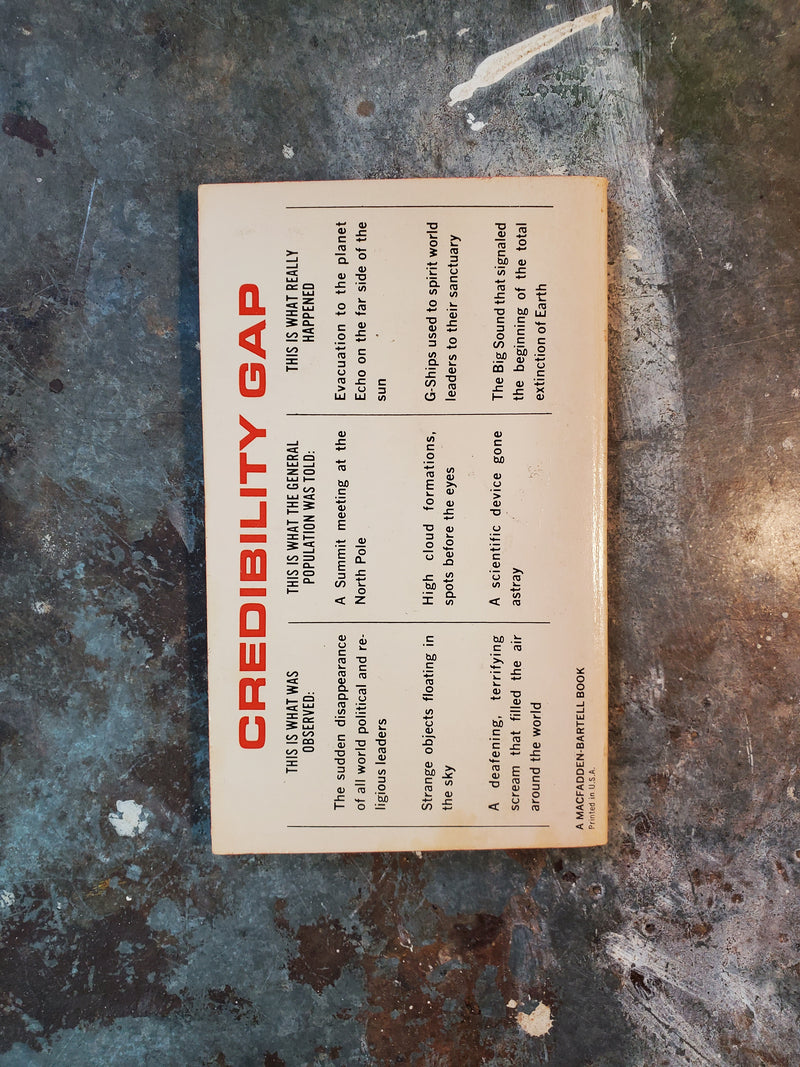 CREDIBILITY GAP
THIS IS WHAT WAS
OBSERVED:
The sudden disappearance
of all world political and re-
ligious leaders
Strange objects floating in
the sky
A deafening, terrifying
scream that filled the air
around the world
THIS IS WHAT THE GENERAL
POPULATION WAS TOLD:
A Summit meeting at the
North Pole
High cloud formations,
spots before the eyes
A scientific device gone
astray
THIS IS WHAT REALLY
HAPPENED
Evacuation to the planet
Echo on the far side of the
sun
G-Ships used to spirit world
leaders to their sanctuary
The Big Sound that signaled
the beginning of the total
extinction of Earth
A MACFADDEN-BARTELL BOOK
Printed in U.S.A.